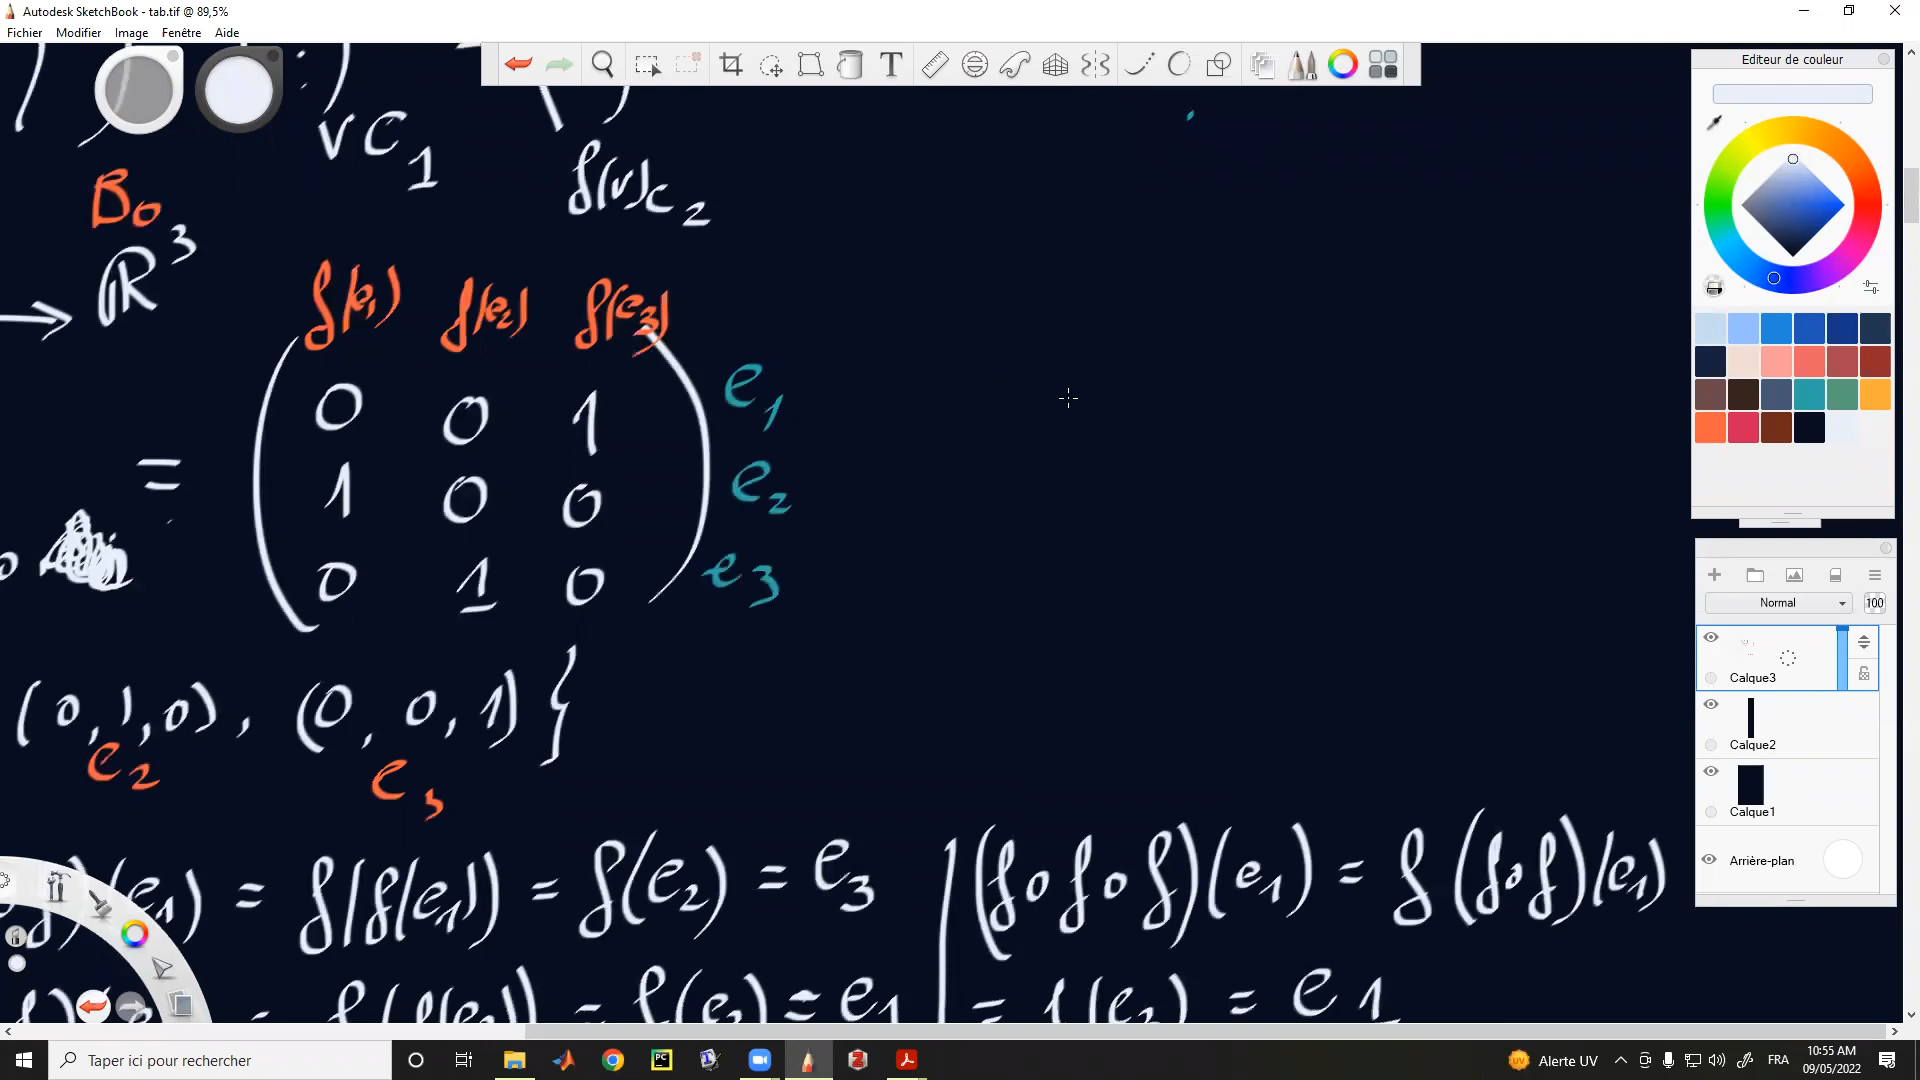 Autodesk SketchBook - tab.tif @ 89,5%
Fichier Modifier Image Fenêtre Aide
Editeur de couleur
B0
VC1
f(v)C2
ℝ3
f(e1) f(e2) f(e3)
0 0 1 e1
= 1 0 0 e2
0 1 0 e3
(0,1,0), (0, 0, 1) }
e2 e3
(e1) = f(f(e1)) = f(e2) = e3
(f∘f∘f)(e1) = f(f∘f)(e1)
= f(e3) = e1
Normal 100
Calque3
Calque2
Calque1
Arrière-plan
Taper ici pour rechercher
Alerte UV
FRA
10:55 AM
09/05/2022